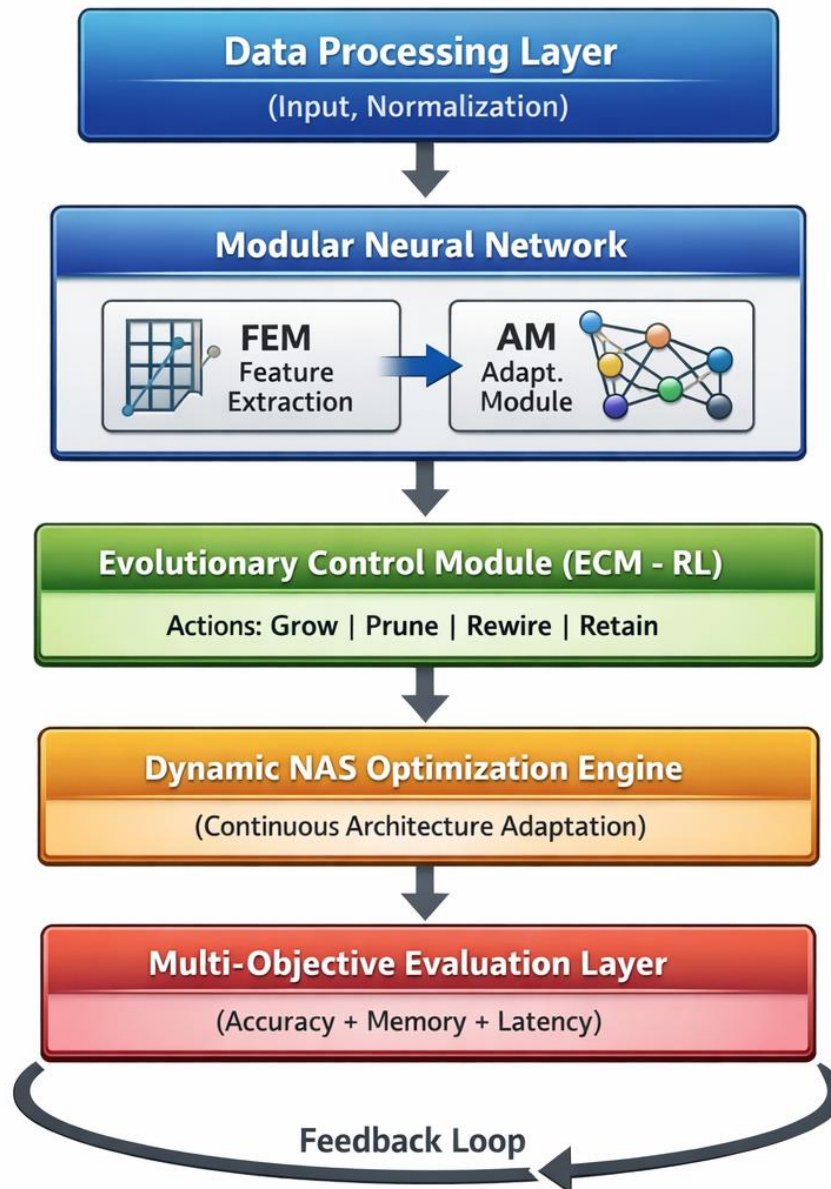 Data Processing Layer
(Input, Normalization)
Modular Neural Network
FEM
Feature
Extraction
AM
Adapt.
Module
Evolutionary Control Module (ECM - RL)
Actions: Grow | Prune | Rewire | Retain
Dynamic NAS Optimization Engine
(Continuous Architecture Adaptation)
Multi-Objective Evaluation Layer
(Accuracy + Memory + Latency)
Feedback Loop